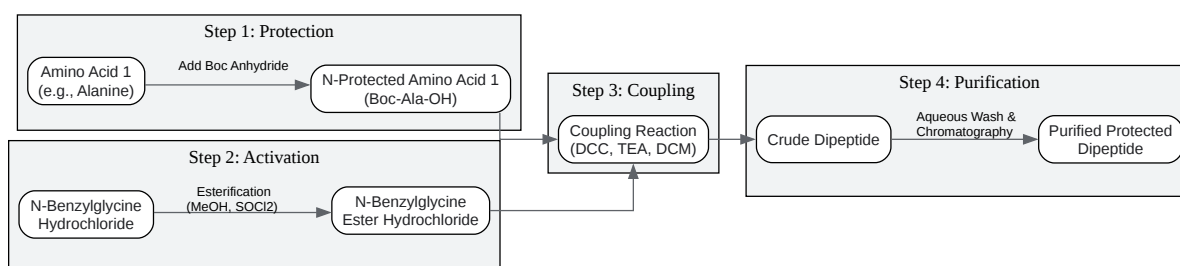 Step 1: Protection
Amino Acid 1
(e.g., Alanine)
Add Boc Anhydride
N-Protected Amino Acid 1
(Boc-Ala-OH)
Step 2: Activation
N-Benzylglycine
Hydrochloride
Esterification
(MeOH, SOCl2)
N-Benzylglycine
Ester Hydrochloride
Step 3: Coupling
Coupling Reaction
(DCC, TEA, DCM)
Step 4: Purification
Crude Dipeptide
Aqueous Wash &
Chromatography
Purified Protected
Dipeptide